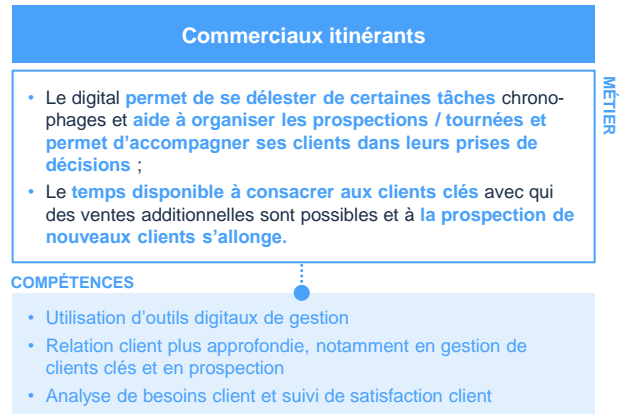 Commerciaux itinérants
• Le digital permet de se délester de certaines tâches chrono-
phages et aide à organiser les prospections / tournées et
permet d'accompagner ses clients dans leurs prises de
décisions ;
• Le temps disponible à consacrer aux clients clés avec qui
des ventes additionnelles sont possibles et à la prospection de
nouveaux clients s'allonge.
MÉTIER
COMPÉTENCES
• Utilisation d'outils digitaux de gestion
• Relation client plus approfondie, notamment en gestion de
clients clés et en prospection
• Analyse de besoins client et suivi de satisfaction client